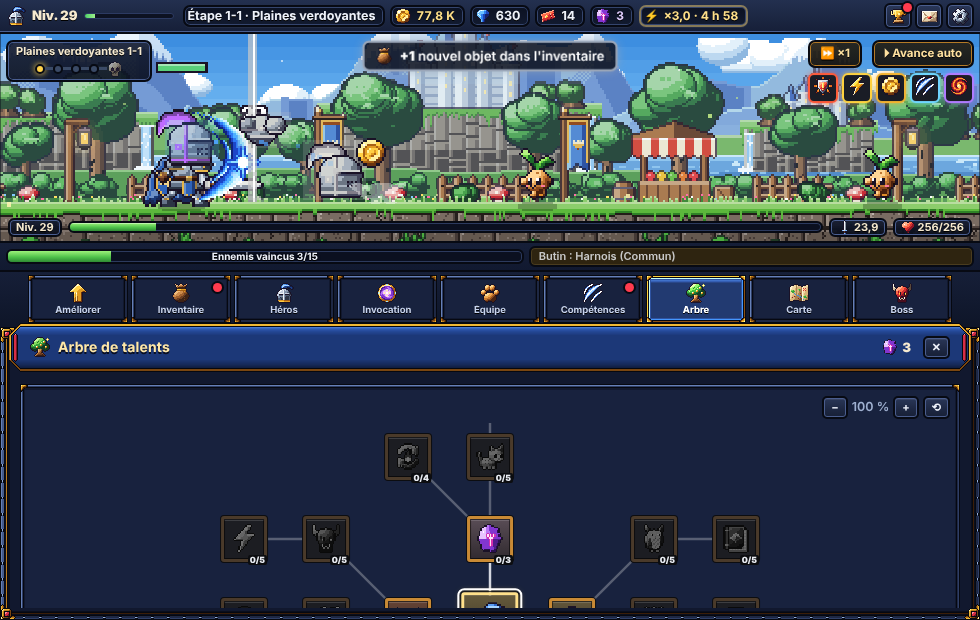 Niv. 29
Étape 1-1 · Plaines verdoyantes
77,8 K
630
14
3
×3,0 · 4 h 58
Plaines verdoyantes 1-1
+1 nouvel objet dans l'inventaire
×1
Avance auto
Niv. 29
23,9
256/256
Ennemis vaincus 3/15
Butin : Harnois (Commun)
Améliorer
Inventaire
Héros
Invocation
Equipe
Compétences
Arbre
Carte
Boss
Arbre de talents
3
×
− 100 % +
0/4
0/5
0/5
0/5
0/3
0/5
0/5